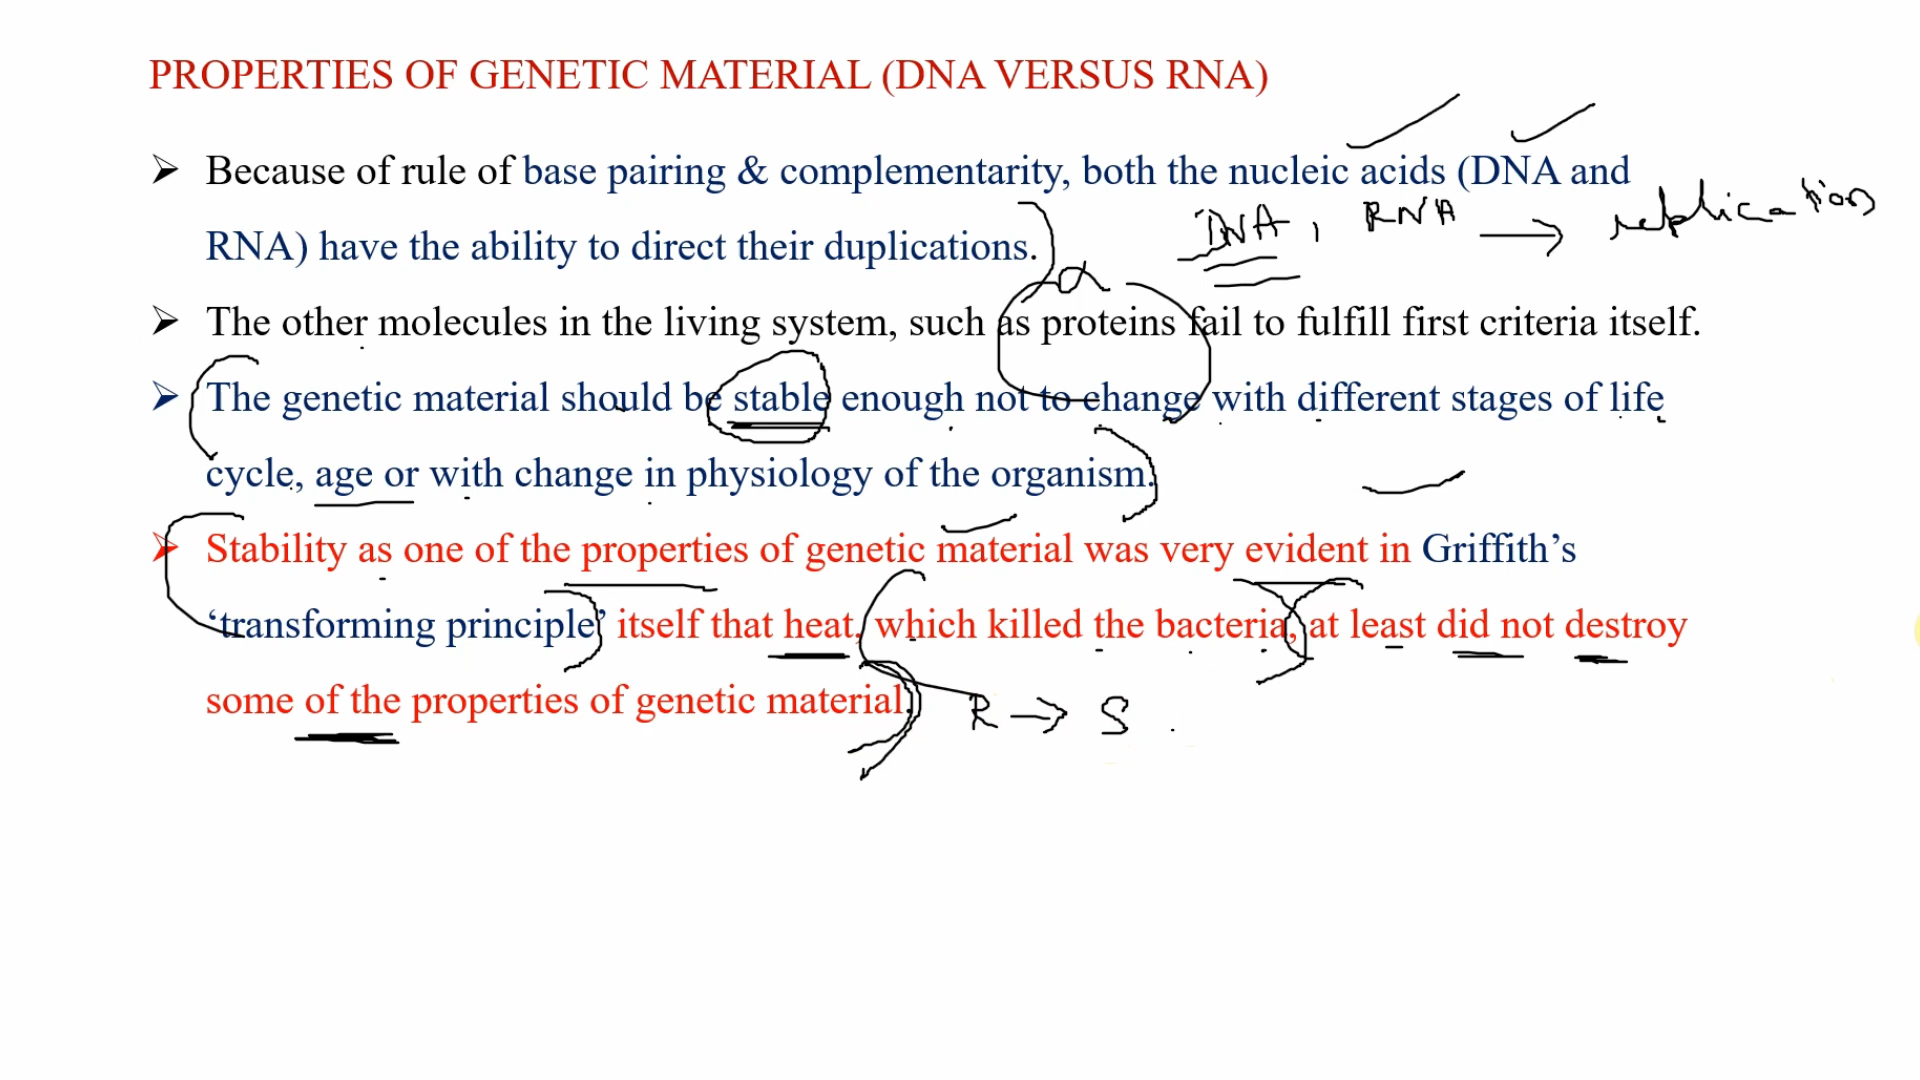 PROPERTIES OF GENETIC MATERIAL (DNA VERSUS RNA)
➢ Because of rule of base pairing & complementarity, both the nucleic acids (DNA and
RNA) have the ability to direct their duplications.
DNA, RNA → replication
➢ The other molecules in the living system, such as proteins fail to fulfill first criteria itself.
➢ The genetic material should be stable enough not to change with different stages of life
cycle, age or with change in physiology of the organism.
➢ Stability as one of the properties of genetic material was very evident in Griffith’s
‘transforming principle’ itself that heat, which killed the bacteria, at least did not destroy
some of the properties of genetic material.
R → S